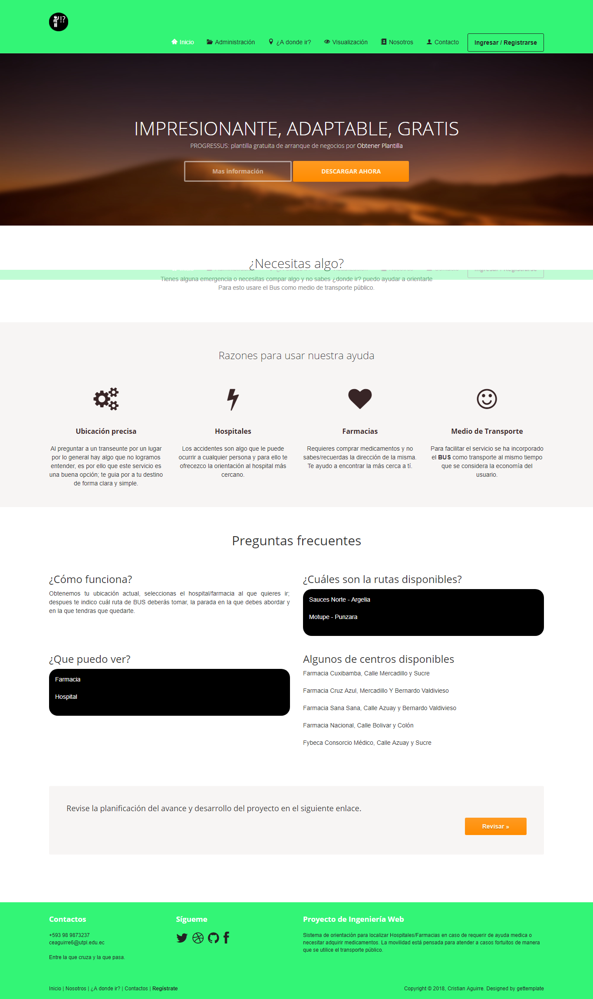 !?
Inicio Administración ¿A donde ir? Visualización Nosotros Contacto Ingresar / Registrarse
IMPRESIONANTE, ADAPTABLE, GRATIS
PROGRESSUS: plantilla gratuita de arranque de negocios por Obtener Plantilla
Mas información DESCARGAR AHORA
¿Necesitas algo?
Tienes alguna emergencia o necesitas compar algo y no sabes ¿donde ir? puedo ayudar a orientarte
Para esto usare el Bus como medio de transporte público.
Razones para usar nuestra ayuda
Ubicación precisa
Al preguntar a un transeunte por un lugar
por lo general hay algo que no logramos
entender, es por ello que este servicio es
una buena opción; te guia por a tu destino
de forma clara y simple.
Hospitales
Los accidentes son algo que le puede
ocurrir a cualquier persona y para ello te
ofrecezco la orientación al hospital más
cercano.
Farmacias
Requieres comprar medicamentos y no
sabes/recuerdas la dirección de la misma.
Te ayudo a encontrar la más cerca a tí.
Medio de Transporte
Para facilitar el servicio se ha incorporado
el BUS como transporte al mismo tiempo
que se considera la economía del
usuario.
Preguntas frecuentes
¿Cómo funciona?
Obtenemos tu ubicación actual, seleccionas el hospital/farmacia al que quieres ir;
despues te indico cuál ruta de BUS deberás tomar, la parada en la que debes abordar y
en la que tendras que quedarte.
¿Cuáles son la rutas disponibles?
Sauces Norte - Argelia
Motupe - Punzara
¿Que puedo ver?
Farmacia
Hospital
Algunos de centros disponibles
Farmacia Cuxibamba, Calle Mercadillo y Sucre
Farmacia Cruz Azul, Mercadillo Y Bernardo Valdivieso
Farmacia Sana Sana, Calle Azuay y Bernardo Valdivieso
Farmacia Nacional, Calle Bolivar y Colón
Fybeca Consorcio Médico, Calle Azuay y Sucre
Revise la planificación del avance y desarrollo del proyecto en el siguiente enlace.
Revisar »
Contactos
+593 98 9873237
ceaguirre6@utpl.edu.ec
Entre la que cruza y la que pasa.
Sígueme
Proyecto de Ingeniería Web
Sistema de orientación para localizar Hospitales/Farmacias en caso de requerir de ayuda medica o
necesitar adquirir medicamentos. La movilidad está pensada para atender a casos fortuitos de manera
que se utilice el transporte público.
Inicio | Nosotros | ¿A donde ir? | Contactos | Regístrate
Copyright © 2018, Cristian Aguirre. Designed by gettemplate